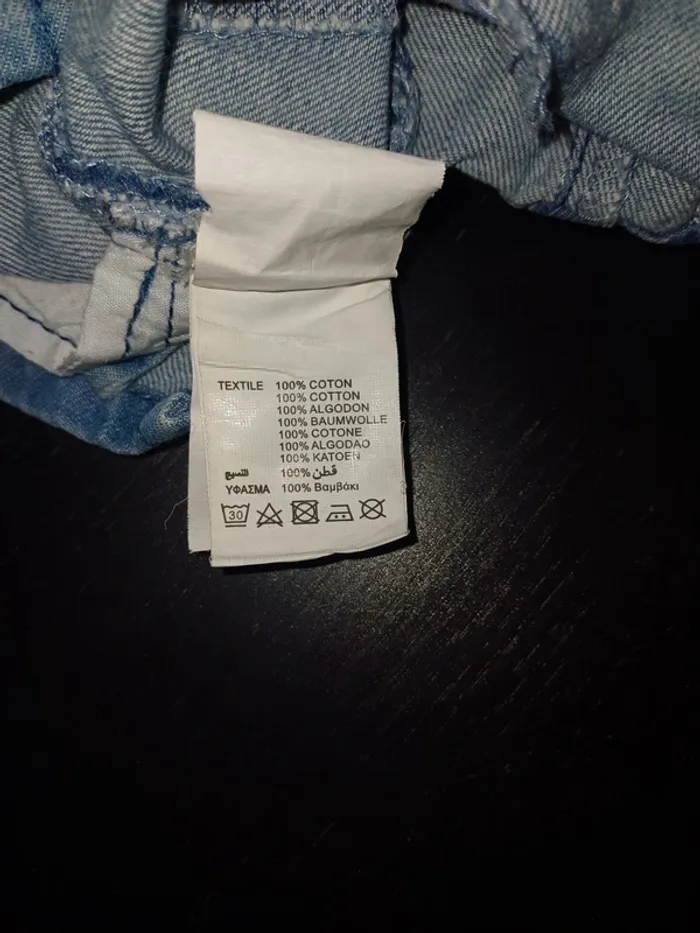 TEXTILE 100% COTON
100% COTTON
100% ALGODON
100% BAUMWOLLE
100% COTONE
100% ALGODAO
100% KATOEN
النسيج 100% قطن
ΥΦΑΣΜΑ 100% Βαμβάκι
30